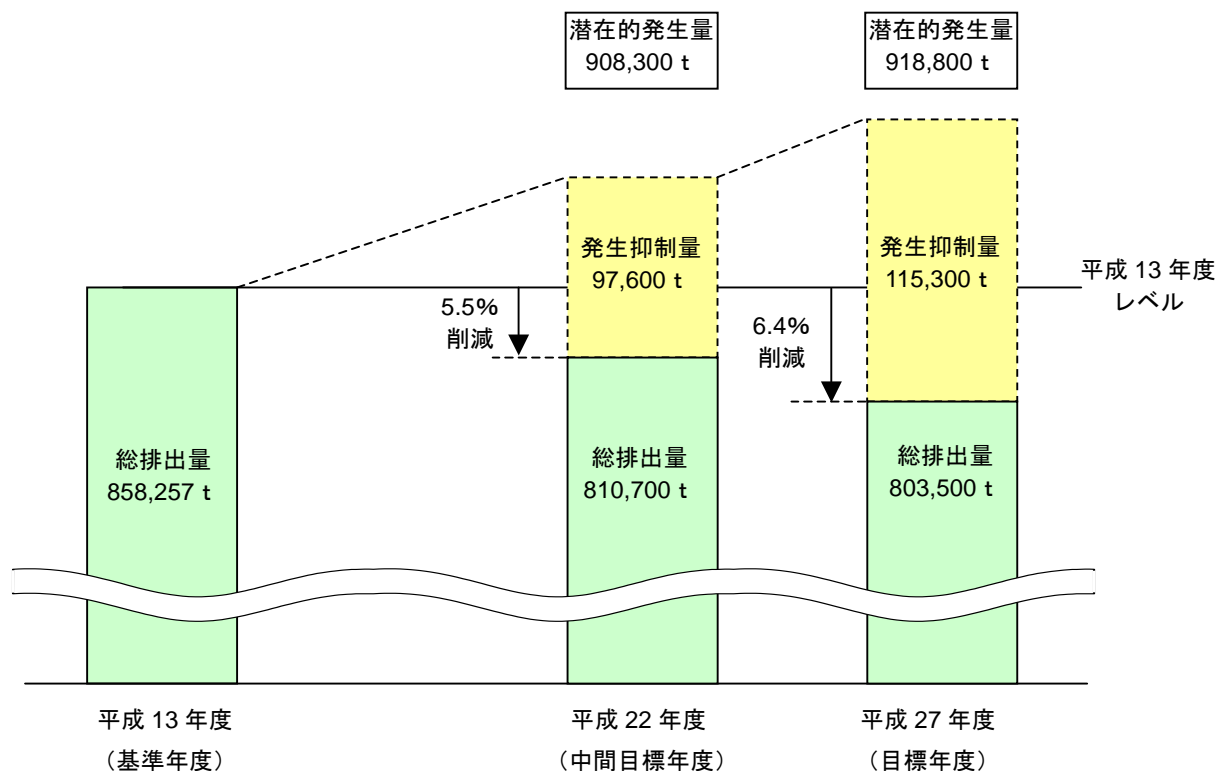 潜在的発生量
908,300 t
潜在的発生量
918,800 t
発生抑制量
97,600 t
発生抑制量
115,300 t
平成 13 年度
レベル
5.5%
削減
6.4%
削減
総排出量
858,257 t
総排出量
810,700 t
総排出量
803,500 t
平成 13 年度
（基準年度）
平成 22 年度
（中間目標年度）
平成 27 年度
（目標年度）